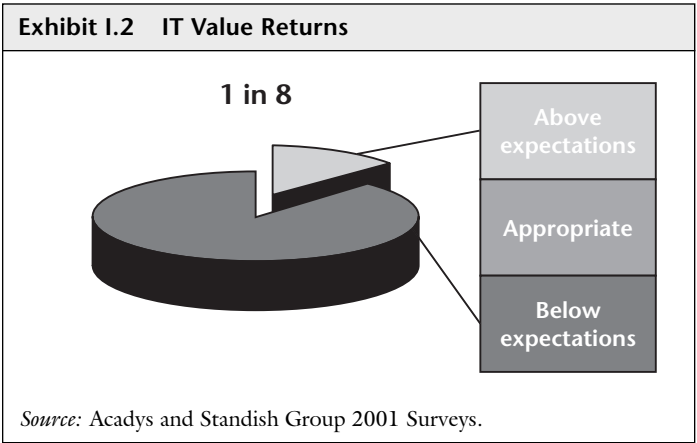 Exhibit I.2 IT Value Returns
1 in 8
Above
expectations
Appropriate
Below
expectations
Source: Acadys and Standish Group 2001 Surveys.